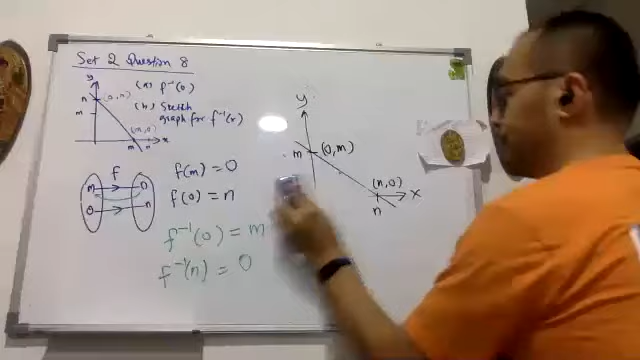 Set 2 Question 8
y
n
(0,n)
m
(m,0)
x
m
n
(a) f⁻¹(0)
(b) Sketch
graph for f⁻¹(x)
f
m
0
0
n
f(m) = 0
f(0) = n
f⁻¹(0) = m
f⁻¹(n) = 0
y
m
(0,m)
(n,0)
x
n